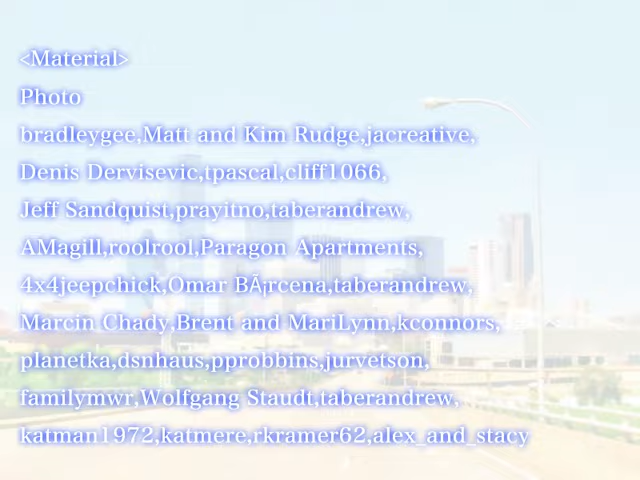 <Material>
Photo
bradleygee,Matt and Kim Rudge,jacreative,
Denis Dervisevic,tpascal,cliff1066,
Jeff Sandquist,prayitno,taberandrew,
AMagill,roolrool,Paragon Apartments,
4x4jeepchick,Omar BÃ¡rcena,taberandrew,
Marcin Chady,Brent and MariLynn,kconnors,
planetka,dsnhaus,pprobbins,jurvetson,
familymwr,Wolfgang Staudt,taberandrew,
katman1972,katmere,rkramer62,alex_and_stacy